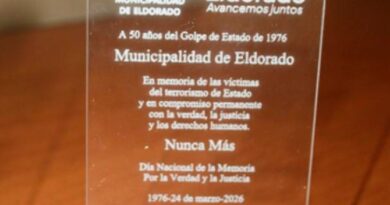 MUNICIPALIDAD
DE ELDORADO
Eldorado
Avancemos juntos
A 50 años del Golpe de Estado de 1976
Municipalidad de Eldorado
En memoria de las víctimas
del terrorismo de Estado
y en compromiso permanente
con la verdad, la justicia
y los derechos humanos.
Nunca Más
Día Nacional de la Memoria
Por la Verdad y la Justicia
1976-24 de marzo-2026